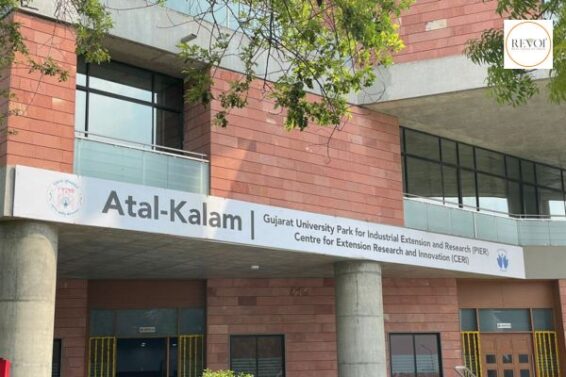 REVOI
Atal-Kalam
Gujarat University Park for Industrial Extension and Research (PIER)
Centre for Extension Research and Innovation (CERI)